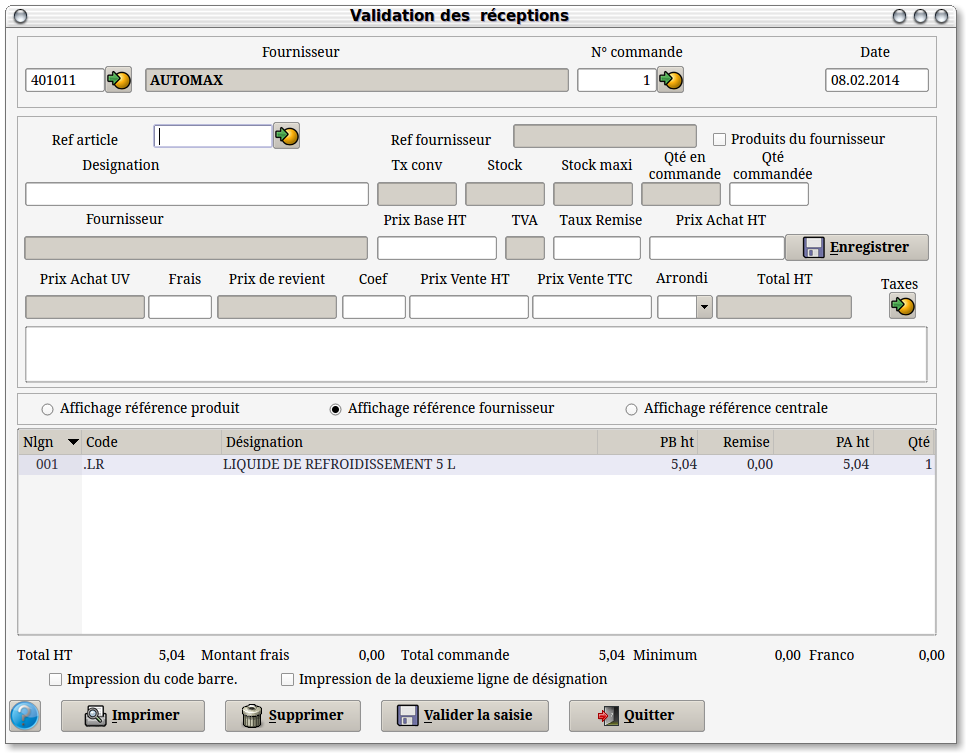 Validation des réceptions
Fournisseur N° commande Date
401011 AUTOMAX 1 08.02.2014
Ref article Ref fournisseur Produits du fournisseur
Designation Tx conv Stock Stock maxi Qté en commande Qté commandée
Fournisseur Prix Base HT TVA Taux Remise Prix Achat HT
Enregistrer
Prix Achat UV Frais Prix de revient Coef Prix Vente HT Prix Vente TTC Arrondi Total HT Taxes
Affichage référence produit Affichage référence fournisseur Affichage référence centrale
Nlgn Code Désignation PB ht Remise PA ht Qté
001 .LR LIQUIDE DE REFROIDISSEMENT 5 L 5,04 0,00 5,04 1
Total HT 5,04 Montant frais 0,00 Total commande 5,04 Minimum 0,00 Franco 0,00
Impression du code barre. Impression de la deuxieme ligne de désignation
? Imprimer Supprimer Valider la saisie Quitter